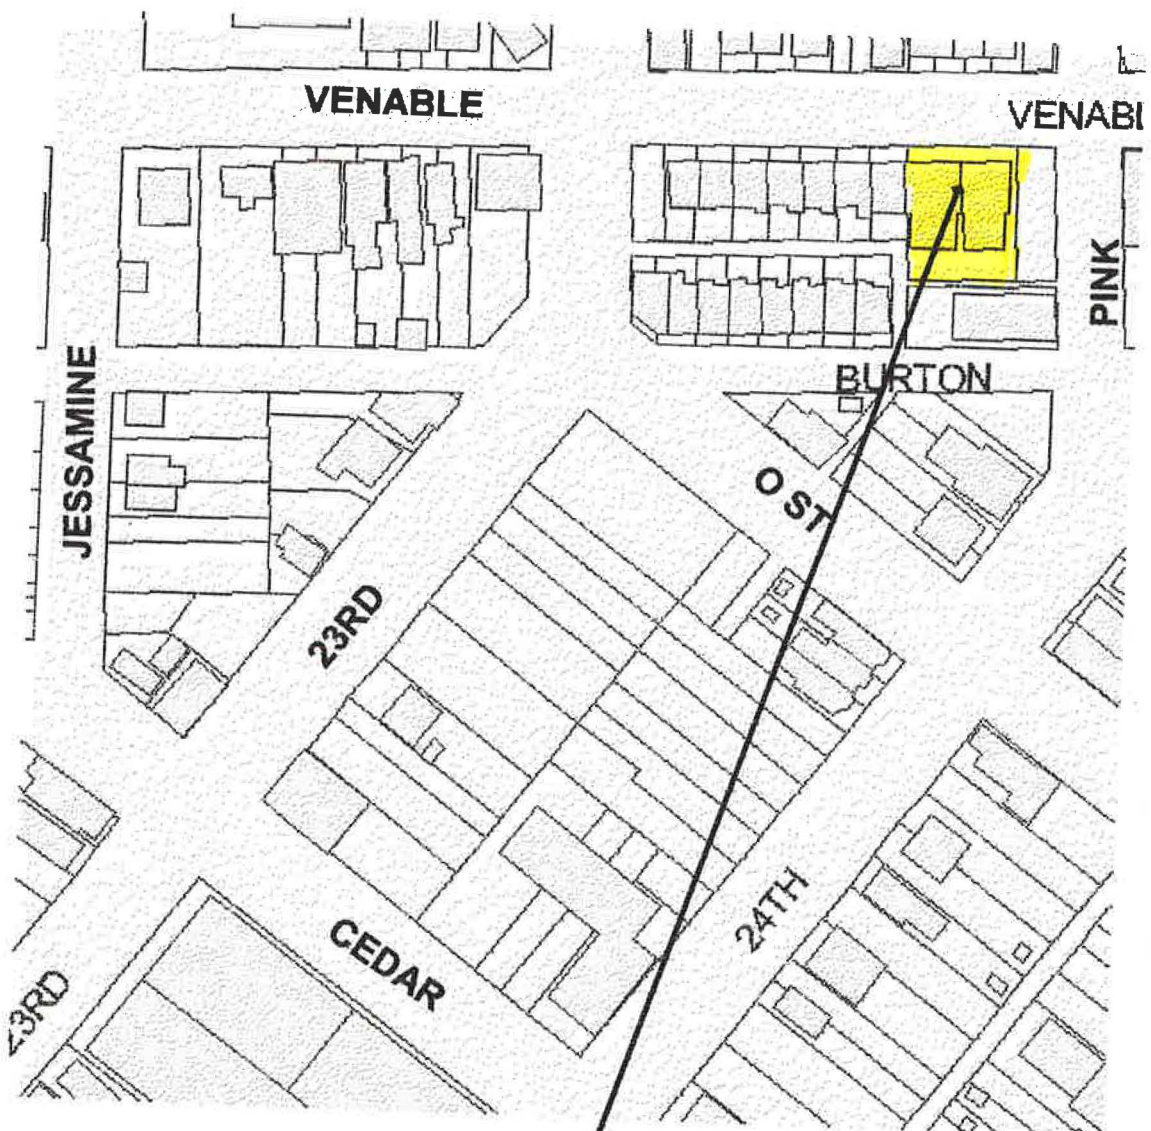 VENABLE
VENABL
PINK
BURTON
JESSAMINE
O ST
23RD
24TH
CEDAR
23RD